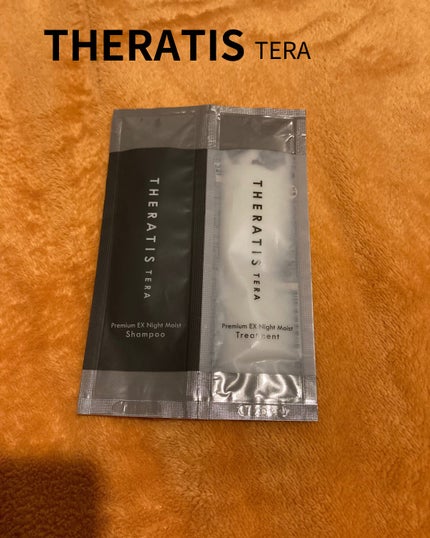 THERATIS TERA
THERATIS TERA
Premium EX Night Moist
Shampoo
THERATIS TERA
Premium EX Night Moist
Treatment